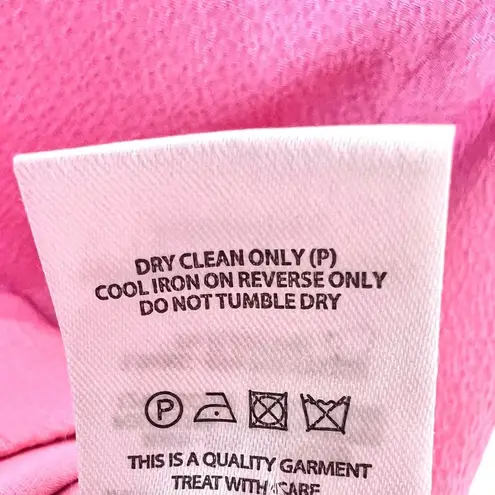 DRY CLEAN ONLY (P)
COOL IRON ON REVERSE ONLY
DO NOT TUMBLE DRY
P
THIS IS A QUALITY GARMENT
TREAT WITH CARE